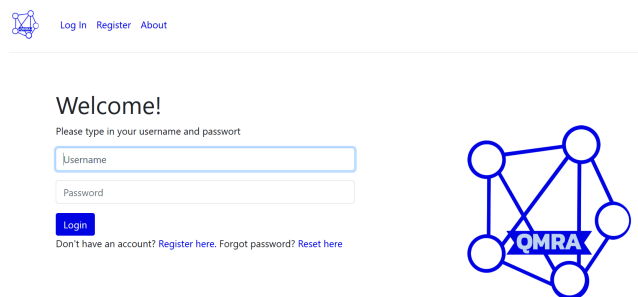 Log In Register About
Welcome!
Please type in your username and passwort
Username
Password
Login
Don't have an account? Register here. Forgot password? Reset here
QMRA